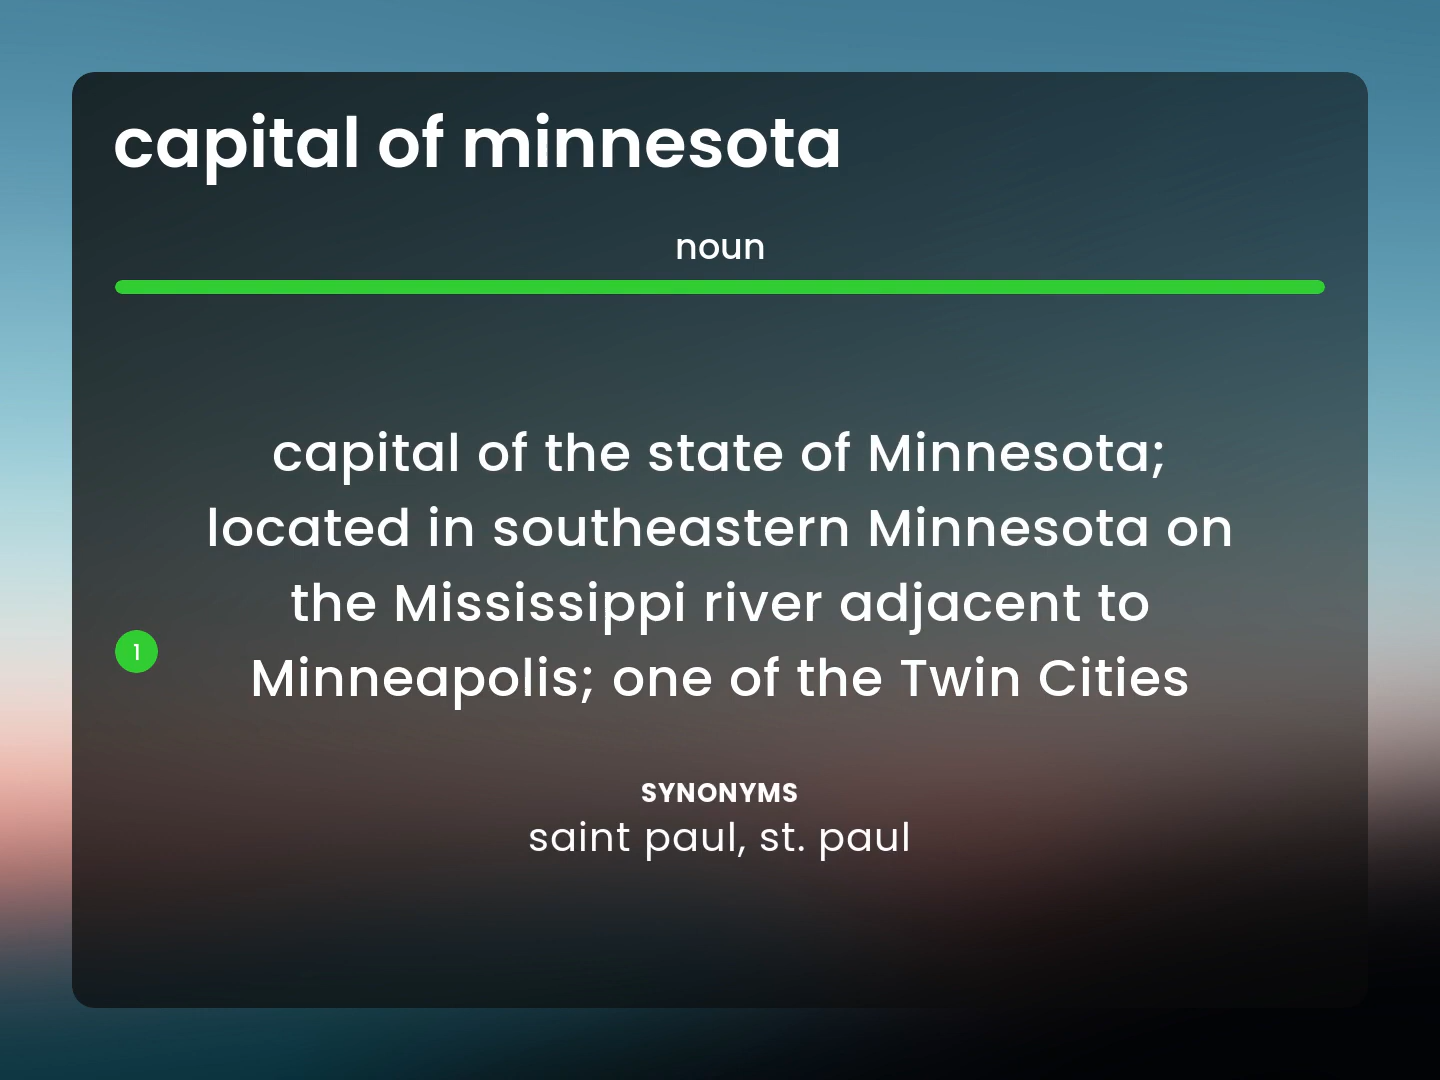 capital of minnesota
noun
capital of the state of Minnesota;
located in southeastern Minnesota on
the Mississippi river adjacent to
1
Minneapolis; one of the Twin Cities
SYNONYMS
saint paul, st. paul